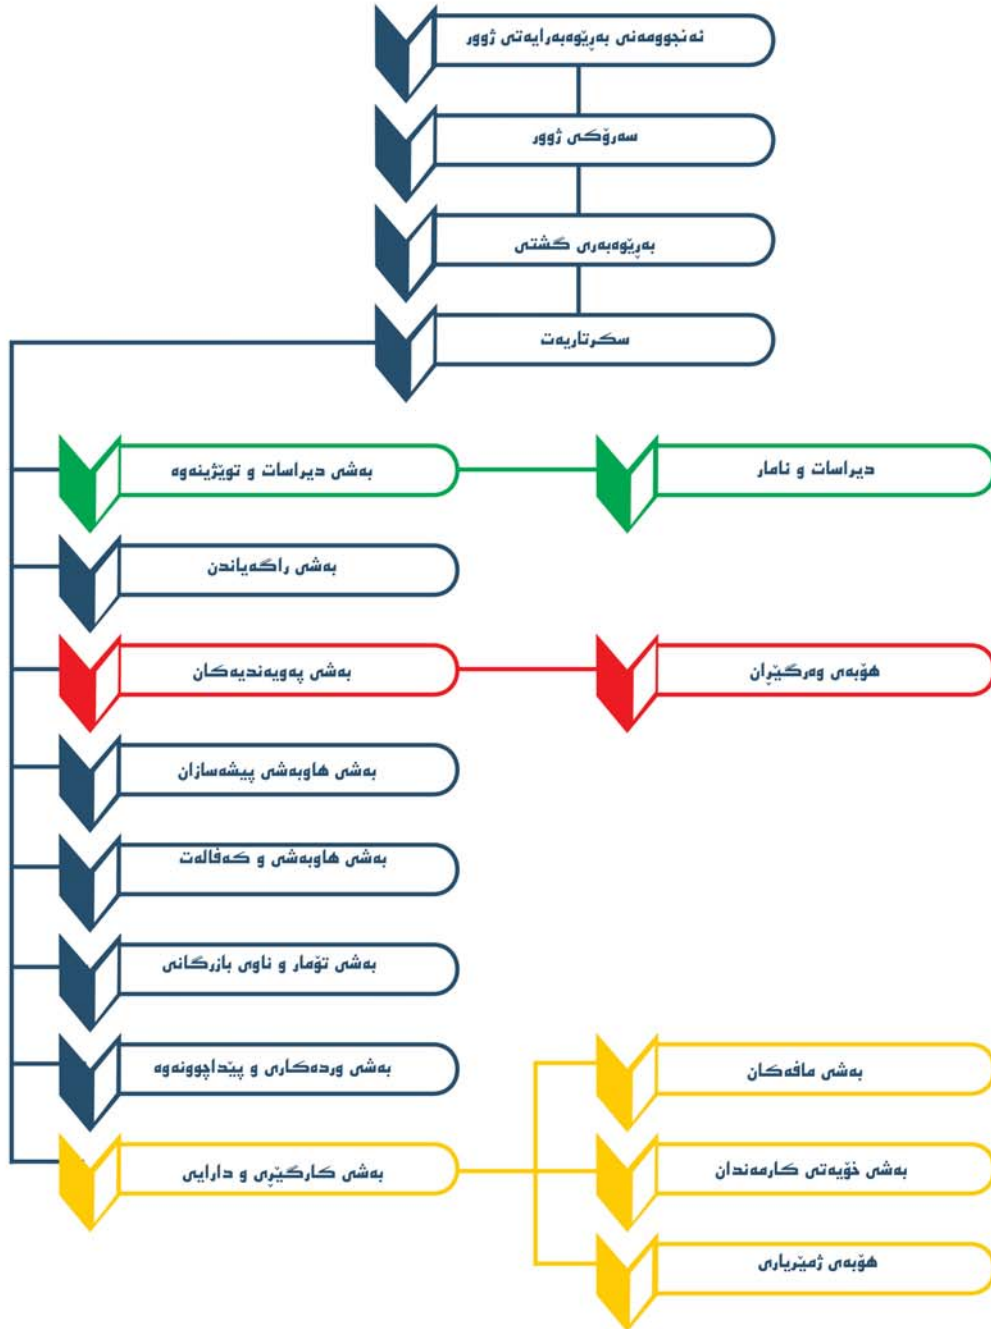 ئەنجوومەنی بەڕێوەبەرایەتی ژوور
سەرۆکی ژوور
بەڕێوەبەری گشتی
سکرتاریەت
بەشی دیراسات و توێژینەوە
دیراسات و ئامار
بەشی راگەیاندن
بەشی پەویەندیەکان
هۆبەی وەرگێڕان
بەشی هاوبەشی پیشەسازان
بەشی هاوبەشی و کەفالەت
بەشی تۆمار و ناوی بازرگانی
بەشی وردەکاری و پێداچوونەوە
بەشی مافەکان
بەشی کارگێڕی و دارایی
بەشی خۆیەتی کارمەندان
هۆبەی ژمێریاری